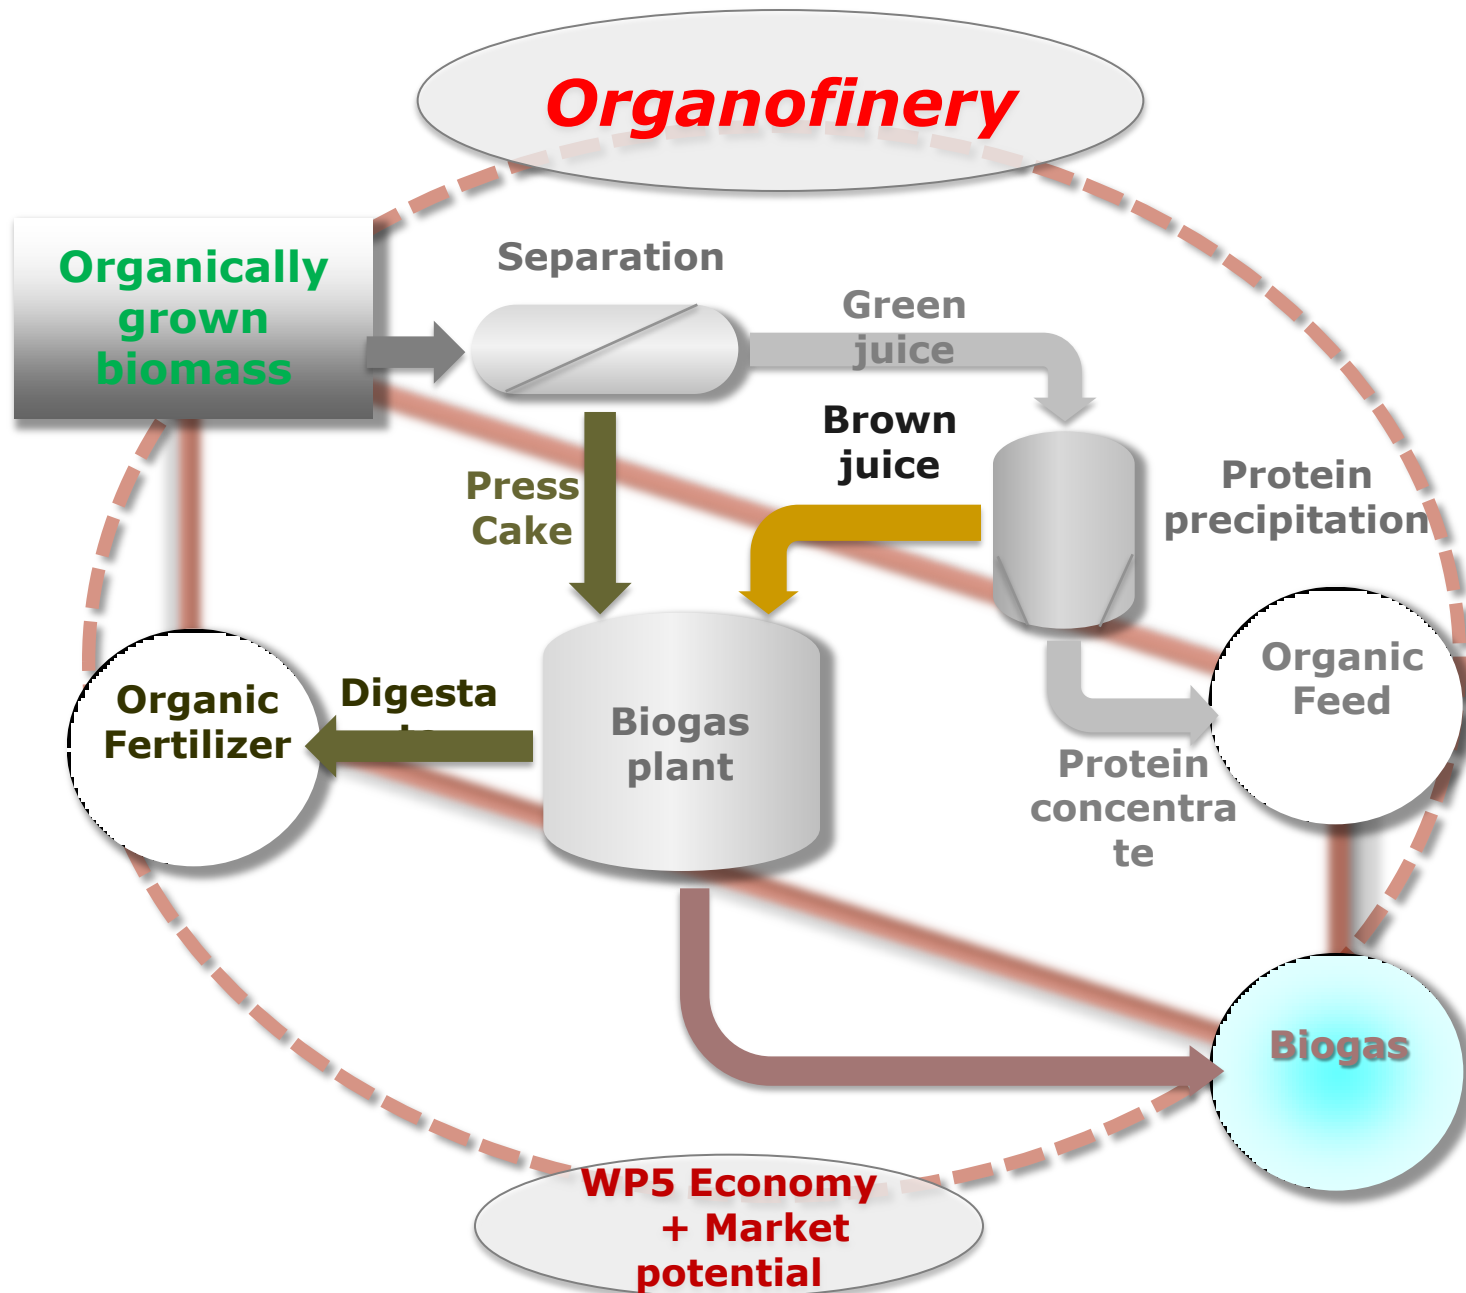 Organofinery
Organically
grown
biomass
Separation
Green
juice
Brown
juice
Press
Cake
Protein
precipitation
Organic
Feed
Organic
Fertilizer
Digesta
Biogas
plant
Protein
concentra
te
Biogas
WP5 Economy
+ Market
potential